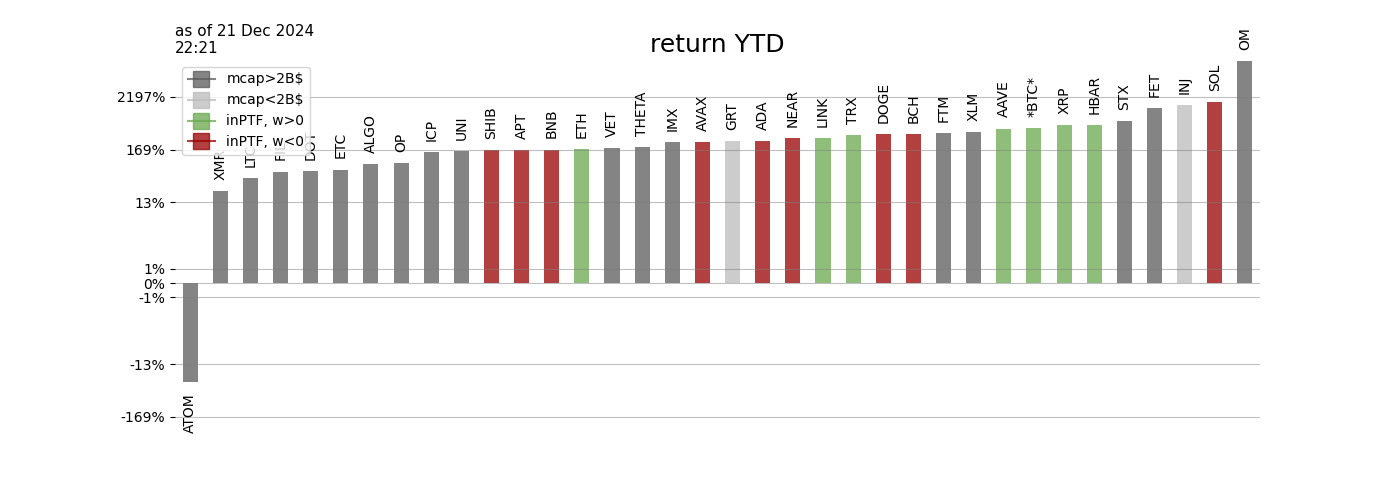 as of 21 Dec 2024
22:21
return YTD
mcap>2B$
mcap<2B$
inPTF, w>0
inPTF, w<0
2197%
169%
13%
1%
0%
-1%
-13%
-169%
ATOM
XMR
LTC
FIL
DOT
ETC
ALGO
OP
ICP
UNI
SHIB
APT
BNB
ETH
VET
THETA
IMX
AVAX
GRT
ADA
NEAR
LINK
TRX
DOGE
BCH
FTM
XLM
AAVE
*BTC*
XRP
HBAR
STX
FET
INJ
SOL
OM